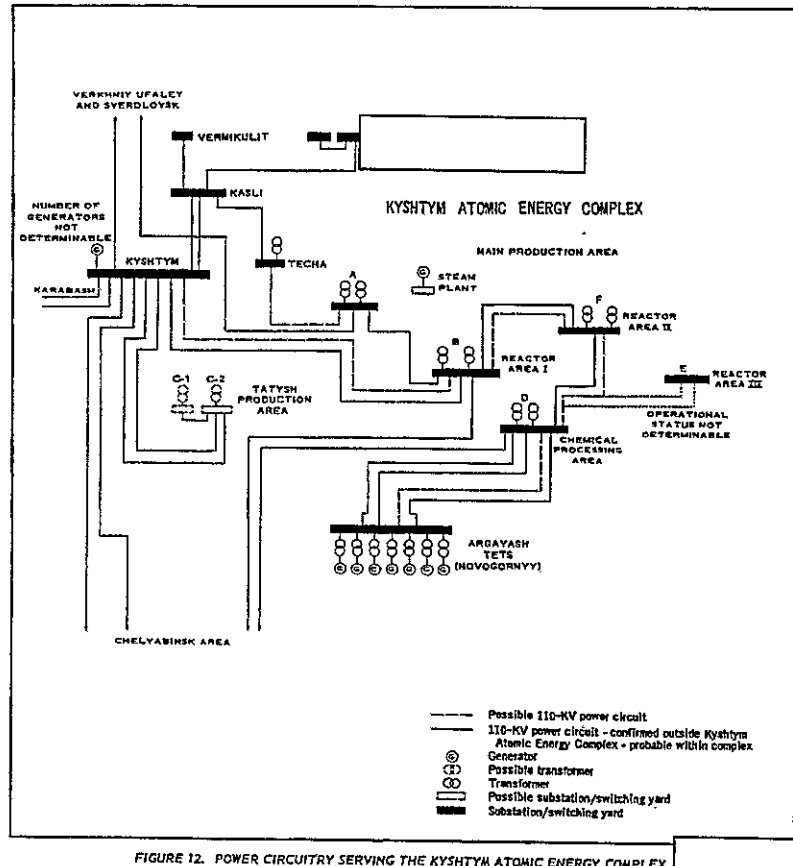 VERKHNIY UFALEY
AND SVERDLOVSK
VERMIKULIT
KASLI
NUMBER OF
GENERATORS
NOT
DETERMINABLE
G
KYSHTYM
KARABASH
KYSHTYM ATOMIC ENERGY COMPLEX
MAIN PRODUCTION AREA
TECHA
A
G
STEAM
PLANT
F
REACTOR
AREA II
B
REACTOR
AREA I
E
REACTOR
AREA III
OPERATIONAL
STATUS NOT
DETERMINABLE
C-1 C-2
TATYSH
PRODUCTION
AREA
D
CHEMICAL
PROCESSING
AREA
ARGAYASH
TETS
(NOVOGORNYY)
G G G G G G G
CHELYABINSK AREA
Possible 110-KV power circuit
110-KV power circuit - confirmed outside Kyshtym
Atomic Energy Complex - probable within complex
G Generator
Possible transformer
Transformer
Possible substation/switching yard
Substation/switching yard
FIGURE 12. POWER CIRCUITRY SERVING THE KYSHTYM ATOMIC ENERGY COMPLEX